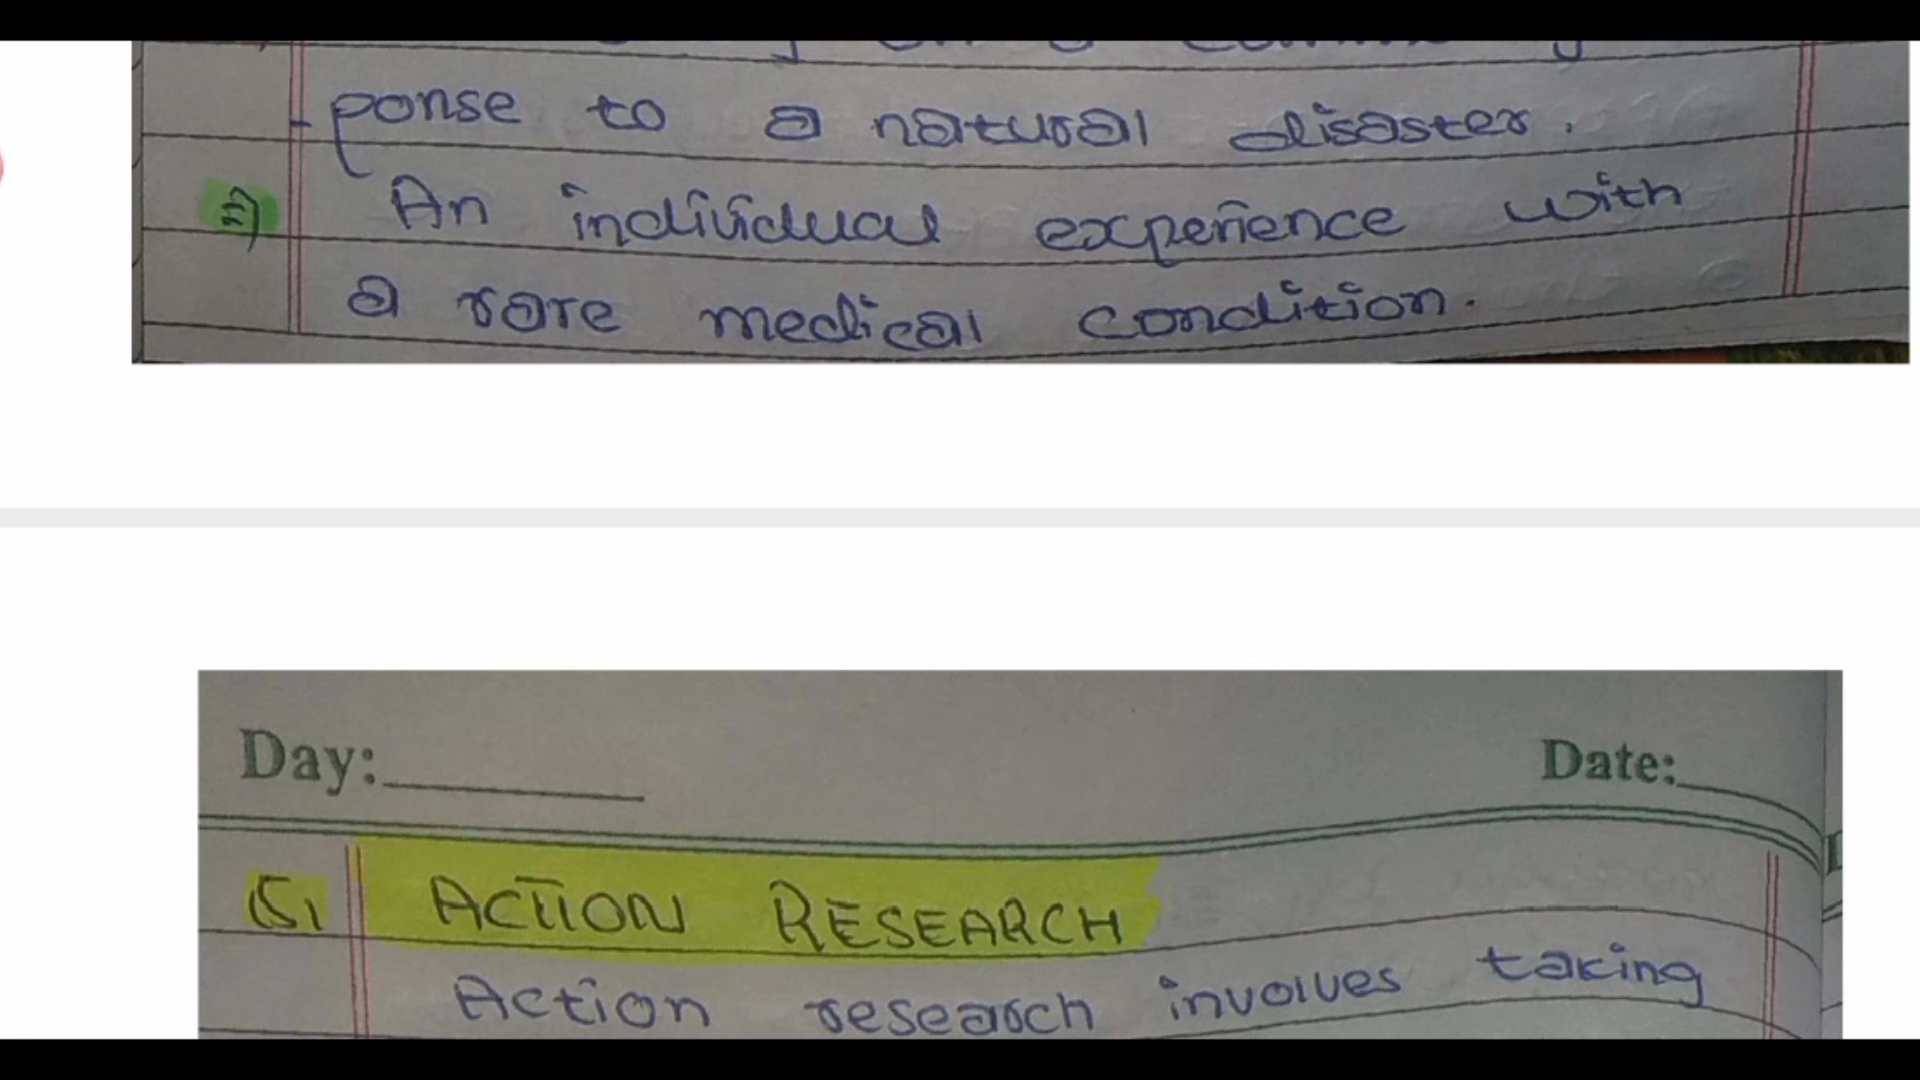 -ponse to a natural disaster.
2) An individual experience with
a rare medical condition.
Day:
Date:
(5) ACTION RESEARCH
Action research involves taking